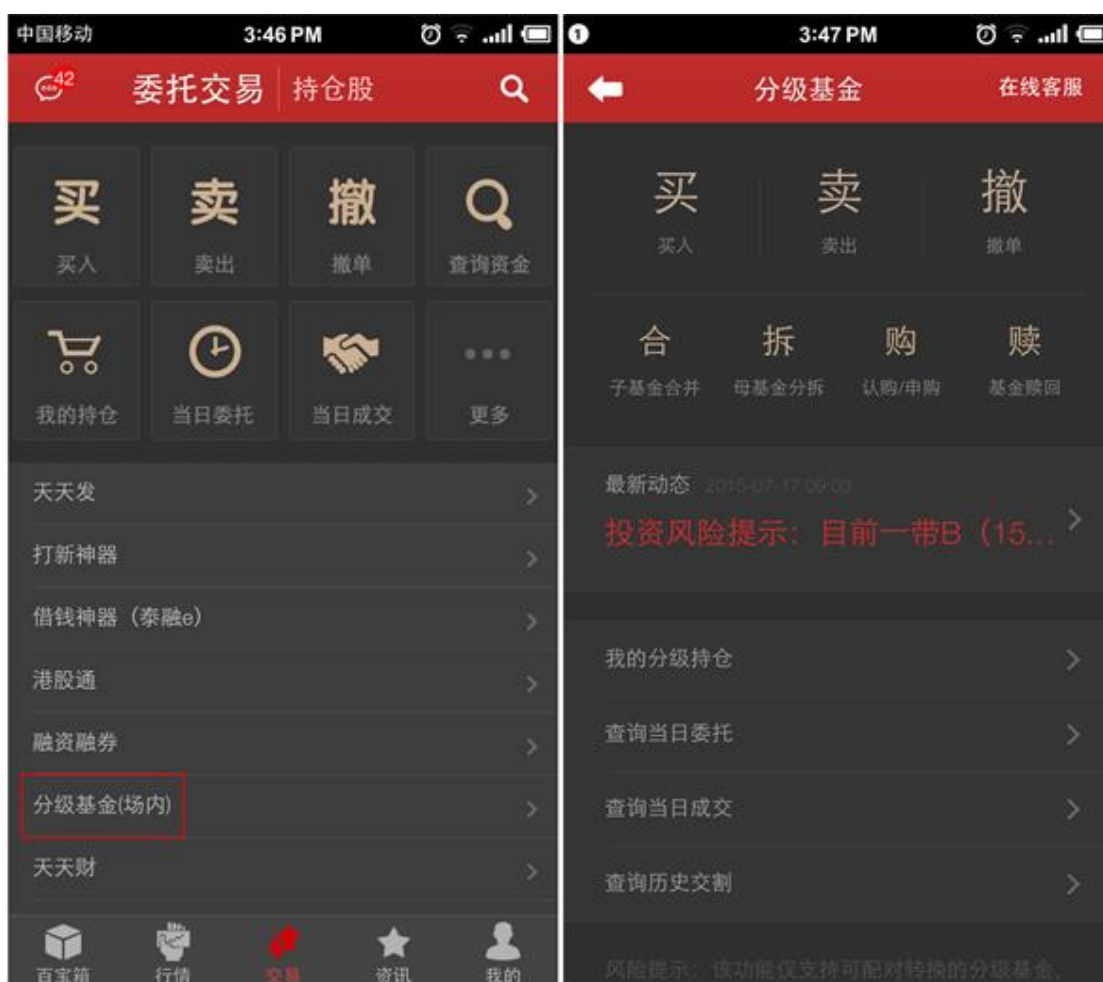 中国移动 3:46 PM
42 委托交易 持仓股
买 卖 撤
买入 卖出 撤单 查询资金
我的持仓 当日委托 当日成交 更多
天天发
打新神器
借钱神器（泰融e）
港股通
融资融券
分级基金(场内)
天天财
百宝箱 行情 交易 资讯 我的
1 3:47 PM
分级基金 在线客服
买 卖 撤
买入 卖出 撤单
合 拆 购 赎
子基金合并 母基金分拆 认购/申购 基金赎回
最新动态 2015-07-17 09:03
投资风险提示：目前一带B（15...
我的分级持仓
查询当日委托
查询当日成交
查询历史交割
风险提示：该功能仅支持可配对转换的分级基金、